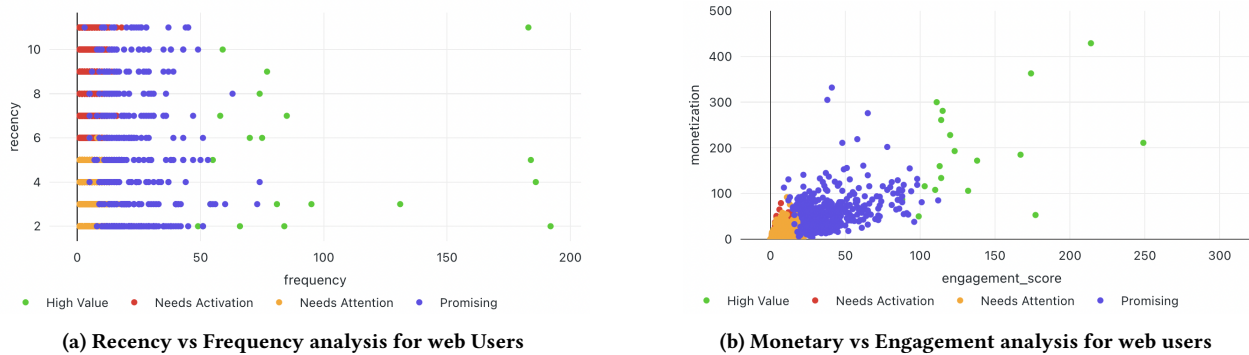 recency
10
8
6
4
2
0
50
100
150
200
frequency
High Value
Needs Activation
Needs Attention
Promising
(a) Recency vs Frequency analysis for web Users
monetization
500
400
300
200
100
0
0
50
100
150
200
250
300
engagement_score
High Value
Needs Activation
Needs Attention
Promising
(b) Monetary vs Engagement analysis for web users